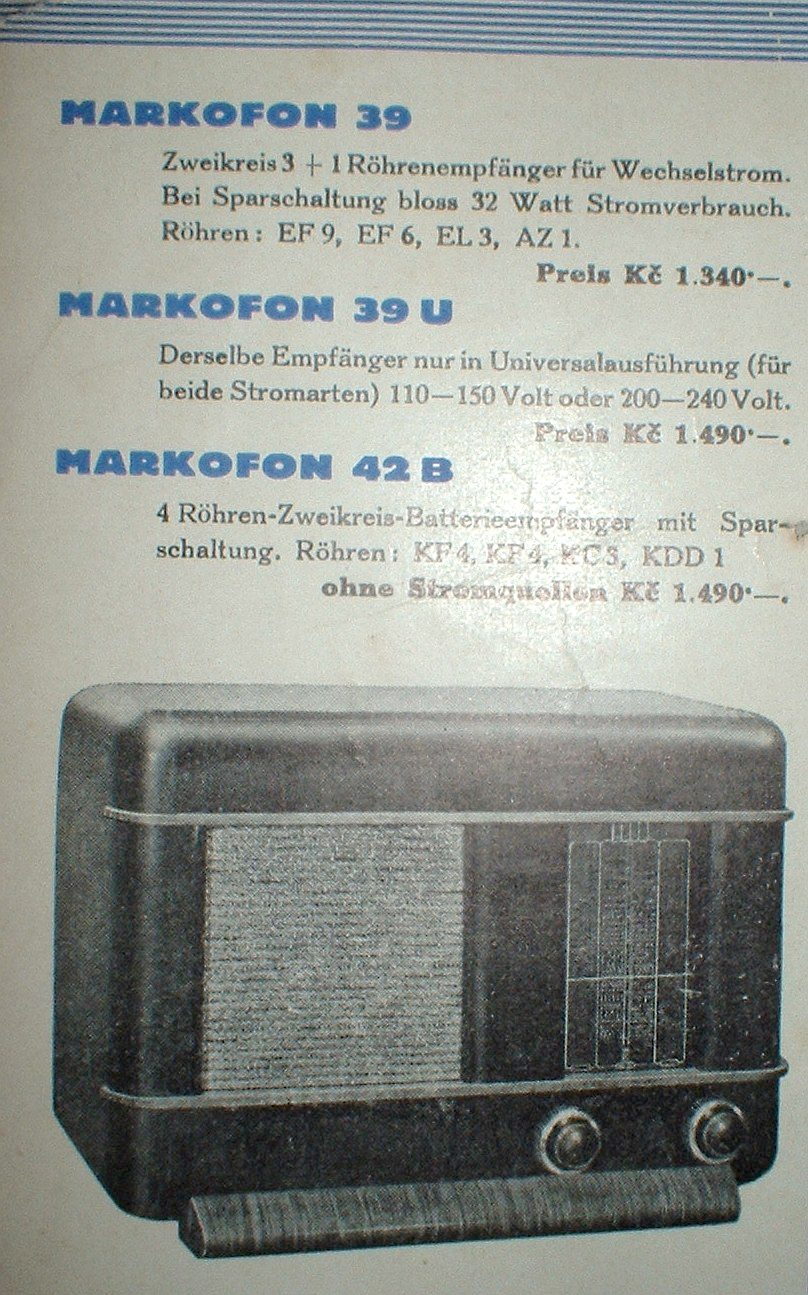 MARKOFON 39
Zweikreis 3 + 1 Röhrenempfänger für Wechselstrom.
Bei Sparschaltung bloss 32 Watt Stromverbrauch.
Röhren: EF 9, EF 6, EL 3, AZ 1.
Preis Kč 1.340·—.
MARKOFON 39 U
Derselbe Empfänger nur in Universalausführung (für
beide Stromarten) 110—150 Volt oder 200—240 Volt.
Preis Kč 1.490·—.
MARKOFON 42 B
4 Röhren-Zweikreis-Batterieempfänger mit Spar-
schaltung. Röhren: KF 4, KF 4, KC 3, KDD 1
ohne Stromquellen Kč 1.490·—.